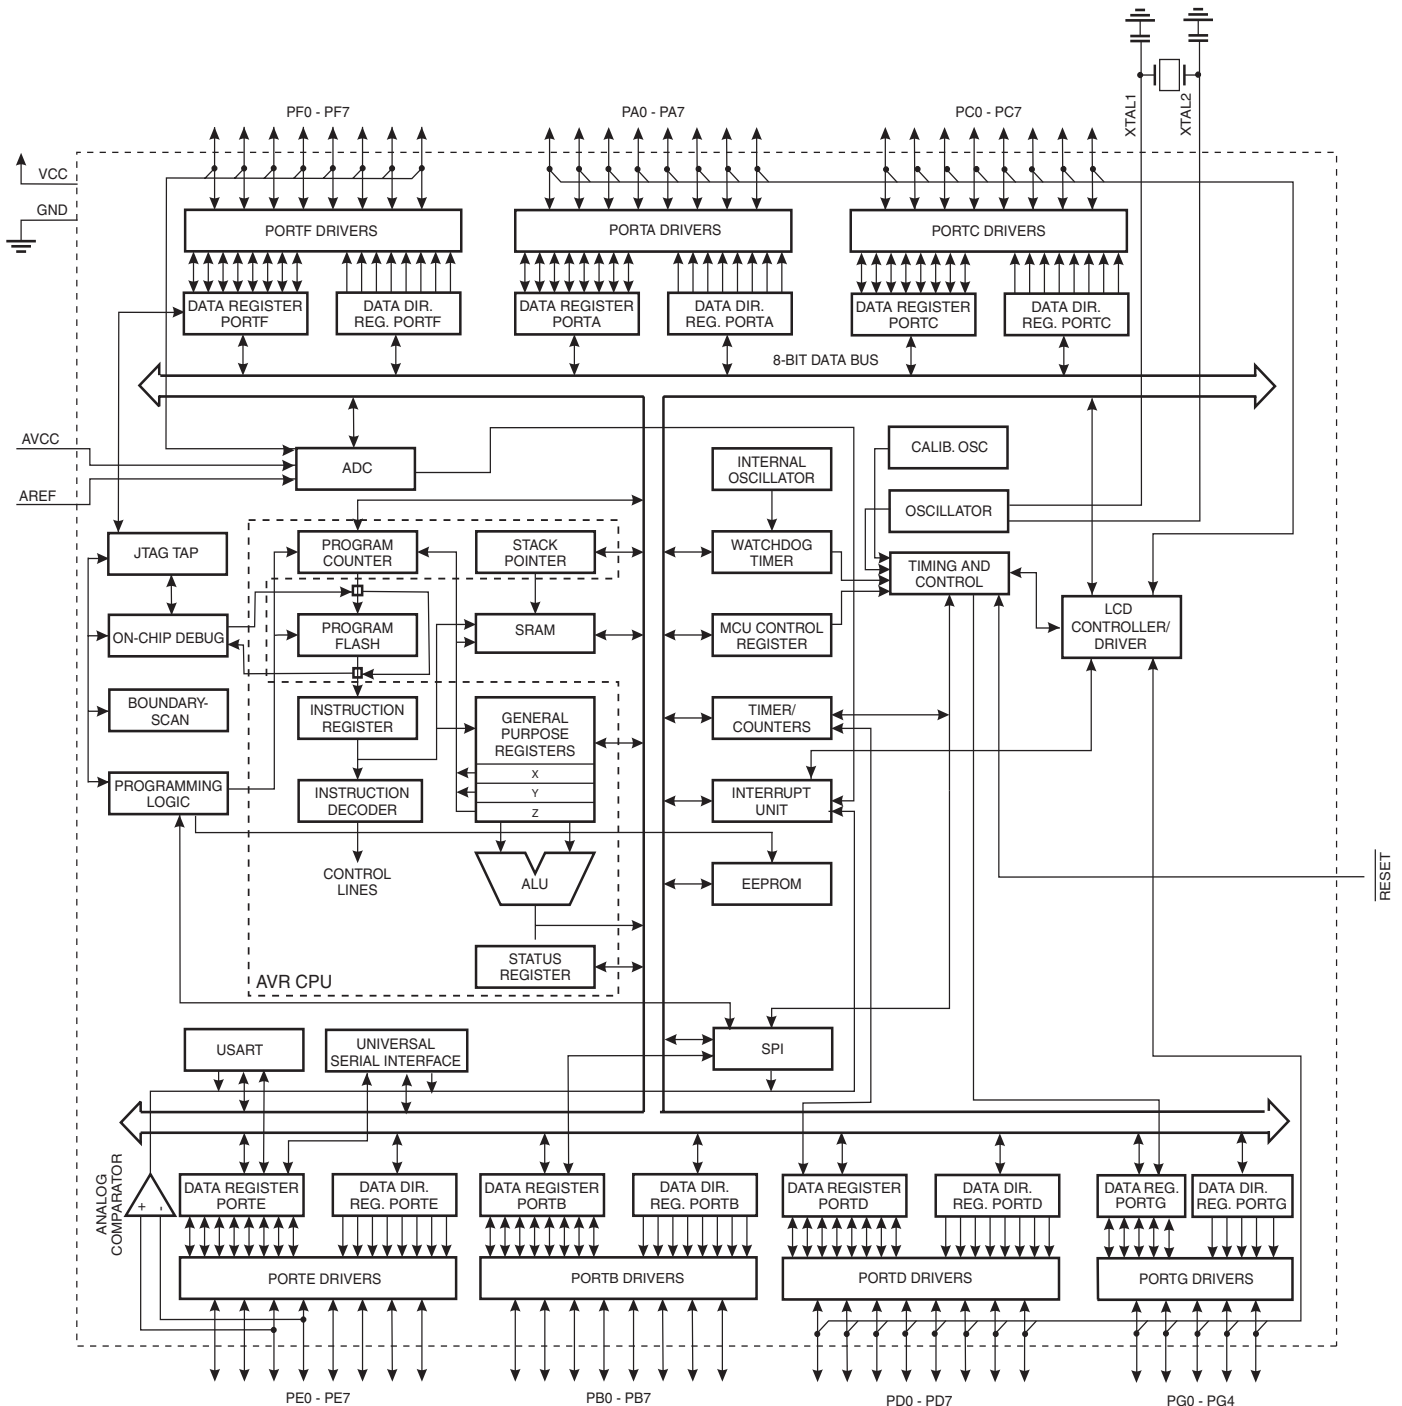 XTAL1
XTAL2
PF0 - PF7
PA0 - PA7
PC0 - PC7
VCC
GND
PORTF DRIVERS
PORTA DRIVERS
PORTC DRIVERS
DATA REGISTER
PORTF
DATA DIR.
REG. PORTF
DATA REGISTER
PORTA
DATA DIR.
REG. PORTA
DATA REGISTER
PORTC
DATA DIR.
REG. PORTC
8-BIT DATA BUS
AVCC
AREF
ADC
INTERNAL
OSCILLATOR
CALIB. OSC
OSCILLATOR
JTAG TAP
PROGRAM
COUNTER
STACK
POINTER
WATCHDOG
TIMER
TIMING AND
CONTROL
ON-CHIP DEBUG
PROGRAM
FLASH
SRAM
MCU CONTROL
REGISTER
LCD
CONTROLLER/
DRIVER
BOUNDARY-
SCAN
INSTRUCTION
REGISTER
GENERAL
PURPOSE
REGISTERS
X
Y
Z
TIMER/
COUNTERS
PROGRAMMING
LOGIC
INSTRUCTION
DECODER
INTERRUPT
UNIT
CONTROL
LINES
ALU
EEPROM
RESET
STATUS
REGISTER
AVR CPU
USART
UNIVERSAL
SERIAL INTERFACE
SPI
ANALOG
COMPARATOR
+
-
DATA REGISTER
PORTE
DATA DIR.
REG. PORTE
DATA REGISTER
PORTB
DATA DIR.
REG. PORTB
DATA REGISTER
PORTD
DATA DIR.
REG. PORTD
DATA REG.
PORTG
DATA DIR.
REG. PORTG
PORTE DRIVERS
PORTB DRIVERS
PORTD DRIVERS
PORTG DRIVERS
PE0 - PE7
PB0 - PB7
PD0 - PD7
PG0 - PG4